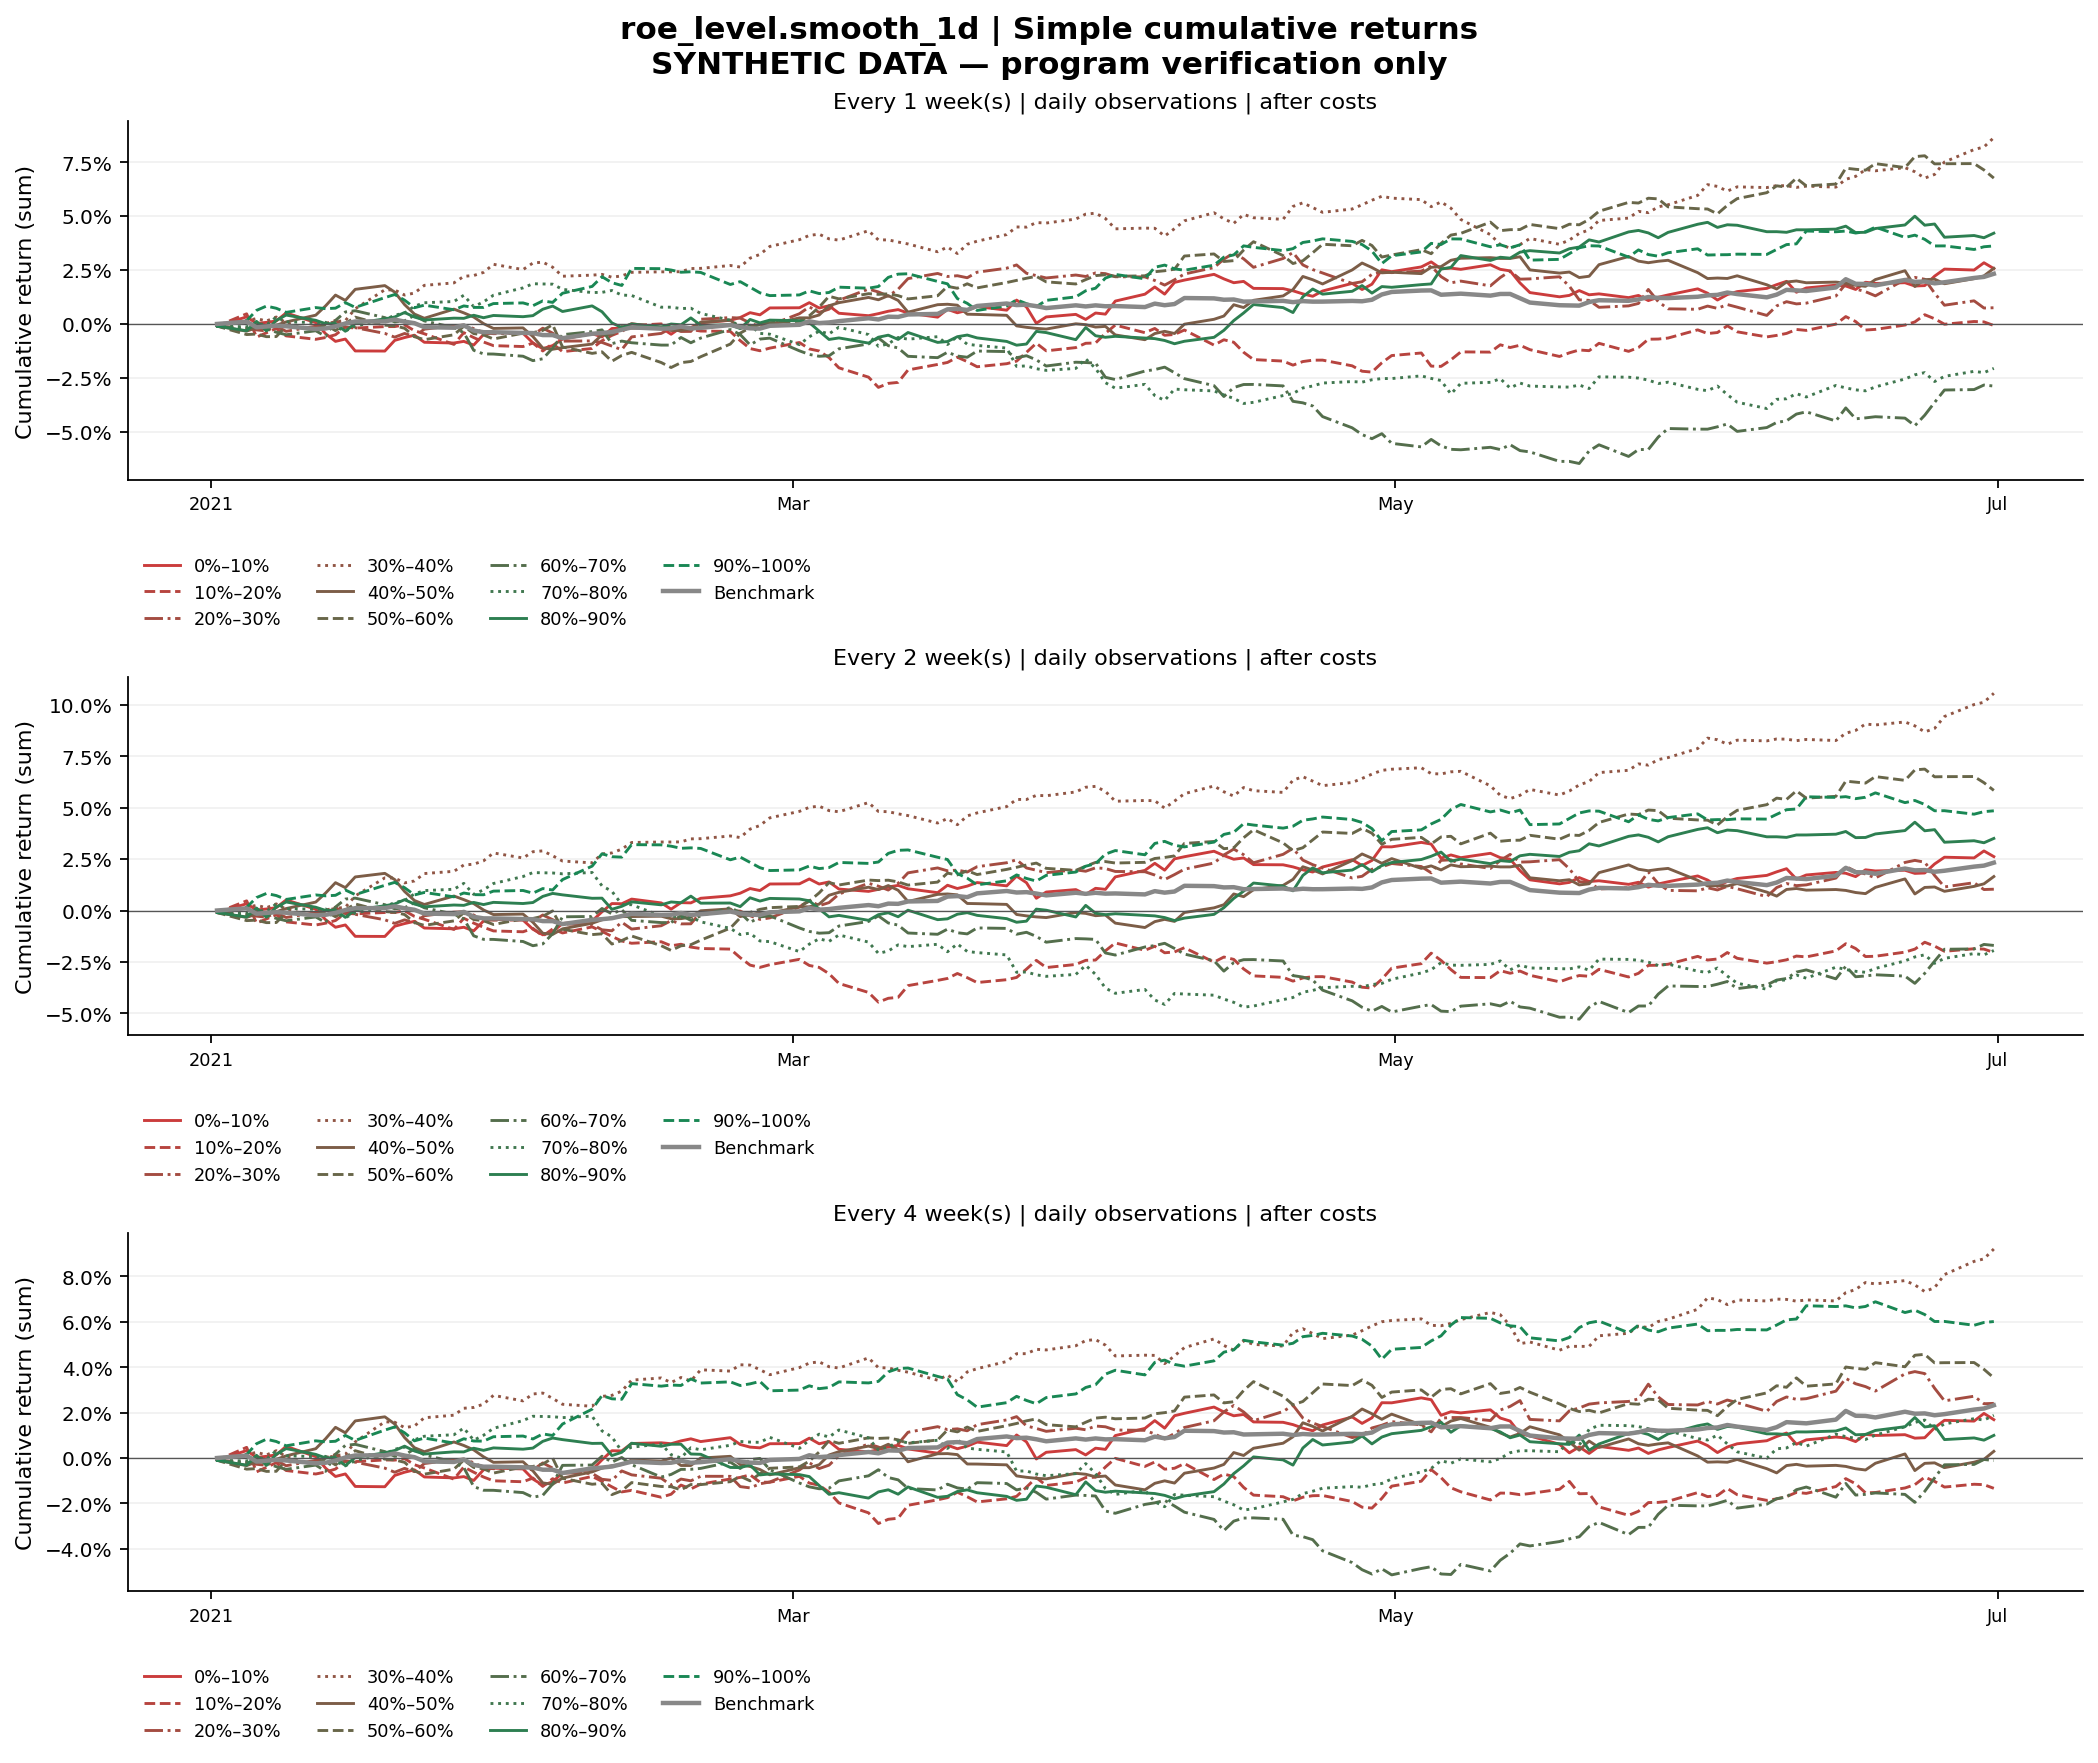 roe_level.smooth_1d | Simple cumulative returns
SYNTHETIC DATA — program verification only
Every 1 week(s) | daily observations | after costs
Cumulative return (sum)
7.5%
5.0%
2.5%
0.0%
−2.5%
−5.0%
2021 Mar May Jul
0%–10% 30%–40% 60%–70% 90%–100%
10%–20% 40%–50% 70%–80% Benchmark
20%–30% 50%–60% 80%–90%
Every 2 week(s) | daily observations | after costs
Cumulative return (sum)
10.0%
7.5%
5.0%
2.5%
0.0%
−2.5%
−5.0%
2021 Mar May Jul
0%–10% 30%–40% 60%–70% 90%–100%
10%–20% 40%–50% 70%–80% Benchmark
20%–30% 50%–60% 80%–90%
Every 4 week(s) | daily observations | after costs
Cumulative return (sum)
8.0%
6.0%
4.0%
2.0%
0.0%
−2.0%
−4.0%
2021 Mar May Jul
0%–10% 30%–40% 60%–70% 90%–100%
10%–20% 40%–50% 70%–80% Benchmark
20%–30% 50%–60% 80%–90%